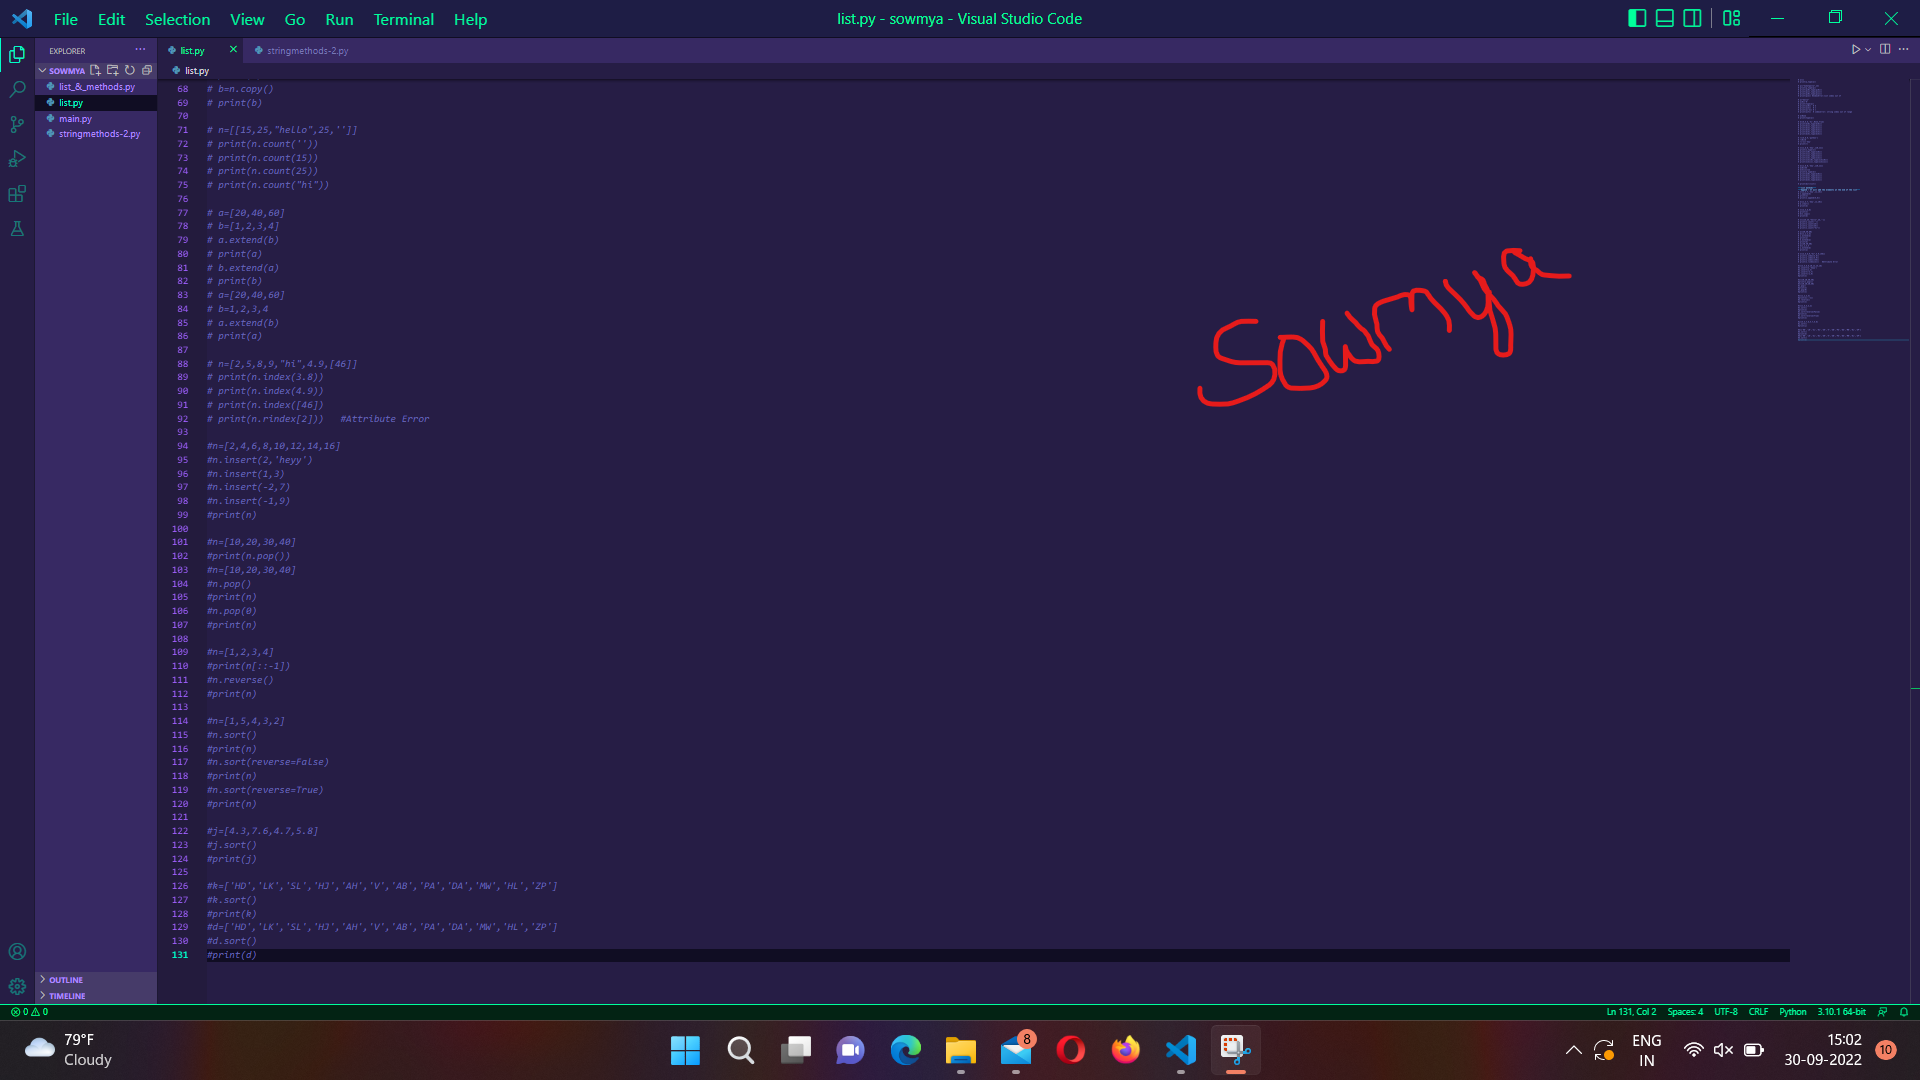 File Edit Selection View Go Run Terminal Help
list.py - sowmya - Visual Studio Code
EXPLORER
SOWMYA
list_&_methods.py
list.py
main.py
stringmethods-2.py
OUTLINE
TIMELINE
list.py stringmethods-2.py
list.py
68 # b=n.copy()
69 # print(b)
70
71 # n=[[15,25,"hello",25,'']]
72 # print(n.count(''))
73 # print(n.count(15))
74 # print(n.count(25))
75 # print(n.count("hi"))
76
77 # a=[20,40,60]
78 # b=[1,2,3,4]
79 # a.extend(b)
80 # print(a)
81 # b.extend(a)
82 # print(b)
83 # a=[20,40,60]
84 # b=1,2,3,4
85 # a.extend(b)
86 # print(a)
87
88 # n=[2,5,8,9,"hi",4.9,[46]]
89 # print(n.index(3.8))
90 # print(n.index(4.9))
91 # print(n.index([46])
92 # print(n.rindex[2])) #Attribute Error
93
94 #n=[2,4,6,8,10,12,14,16]
95 #n.insert(2,'heyy')
96 #n.insert(1,3)
97 #n.insert(-2,7)
98 #n.insert(-1,9)
99 #print(n)
100
101 #n=[10,20,30,40]
102 #print(n.pop())
103 #n=[10,20,30,40]
104 #n.pop()
105 #print(n)
106 #n.pop(0)
107 #print(n)
108
109 #n=[1,2,3,4]
110 #print(n[::-1])
111 #n.reverse()
112 #print(n)
113
114 #n=[1,5,4,3,2]
115 #n.sort()
116 #print(n)
117 #n.sort(reverse=False)
118 #print(n)
119 #n.sort(reverse=True)
120 #print(n)
121
122 #j=[4.3,7.6,4.7,5.8]
123 #j.sort()
124 #print(j)
125
126 #k=['HD','LK','SL','HJ','AH','V','AB','PA','DA','MW','HL','ZP']
127 #k.sort()
128 #print(k)
129 #d=['HD','LK','SL','HJ','AH','V','AB','PA','DA','MW','HL','ZP']
130 #d.sort()
131 #print(d)
Sowmya
0 0
Ln 131, Col 2 Spaces: 4 UTF-8 CRLF Python 3.10.1 64-bit
79°F
Cloudy
8
ENG
IN
15:02
30-09-2022
10